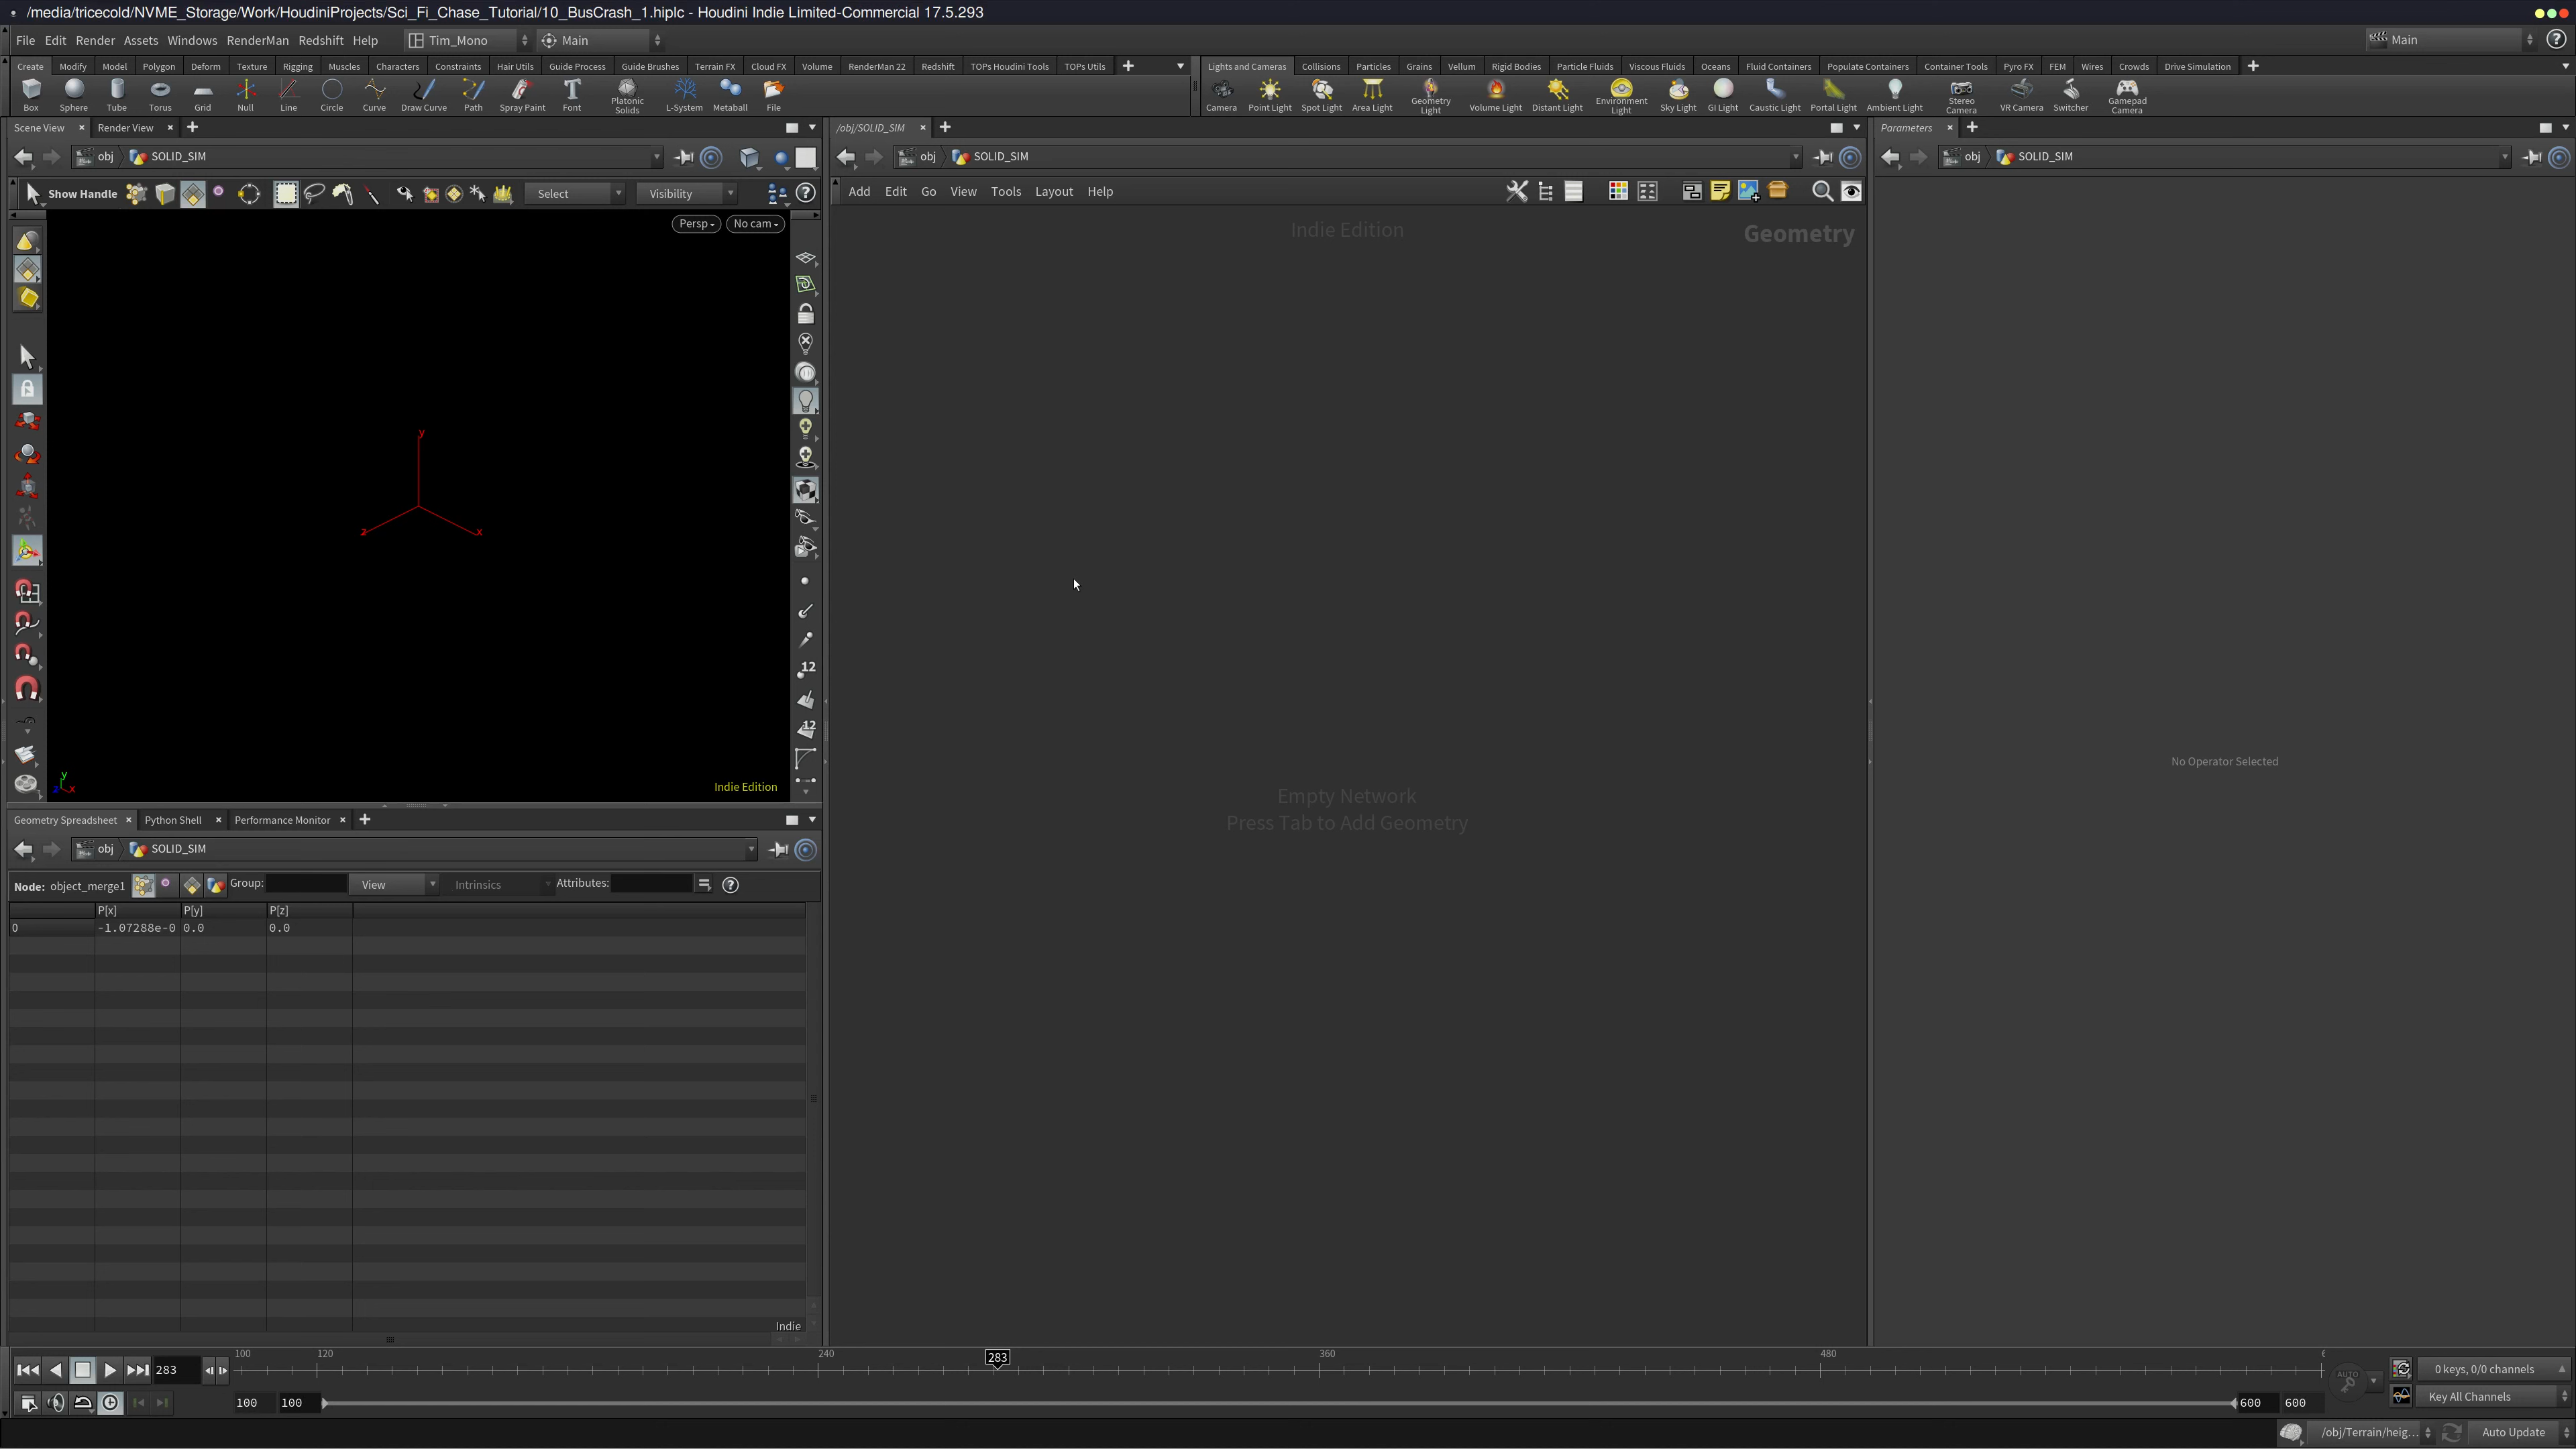 /media/tricecold/NVME_Storage/Work/HoudiniProjects/Sci_Fi_Chase_Tutorial/10_BusCrash_1.hiplc - Houdini Indie Limited-Commercial 17.5.293
File Edit Render Assets Windows RenderMan Redshift Help Tim_Mono Main Main
Create Modify Model Polygon Deform Texture Rigging Muscles Characters Constraints Hair Utils Guide Process Guide Brushes Terrain FX Cloud FX Volume RenderMan 22 Redshift TOPs Houdini Tools TOPs Utils
Lights and Cameras Collisions Particles Grains Vellum Rigid Bodies Particle Fluids Viscous Fluids Oceans Fluid Containers Populate Containers Container Tools Pyro FX FEM Wires Crowds Drive Simulation
Box Sphere Tube Torus Grid Null Line Circle Curve Draw Curve Path Spray Paint Font Platonic Solids L-System Metaball File
Camera Point Light Spot Light Area Light Geometry Light Volume Light Distant Light Environment Light Sky Light GI Light Caustic Light Portal Light Ambient Light Stereo Camera VR Camera Switcher Gamepad Camera
Scene View Render View
/obj/SOLID_SIM
Parameters
obj SOLID_SIM
obj SOLID_SIM
obj SOLID_SIM
Show Handle Select Visibility
Add Edit Go View Tools Layout Help
Persp No cam
Indie Edition
Geometry
y
z
x
12
12
y
z x
Indie Edition
No Operator Selected
Empty Network
Press Tab to Add Geometry
Geometry Spreadsheet Python Shell Performance Monitor
obj SOLID_SIM
Node: object_merge1 Group: View Intrinsics Attributes:
P[x] P[y] P[z]
0 -1.07288e-0 0.0 0.0
Indie
283
100 120 240 283 360 480 6
AUTO
0 keys, 0/0 channels
100 100 600 600
Key All Channels
/obj/Terrain/heig... Auto Update